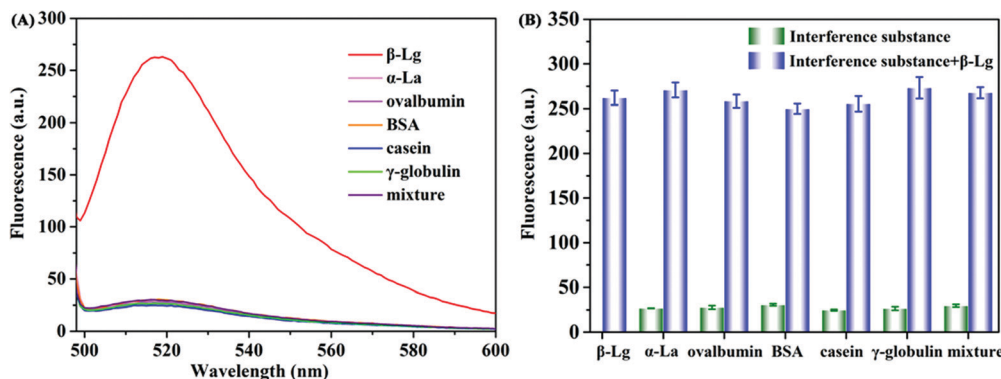 (A)
300
250
200
150
100
50
0
Fluorescence (a.u.)
β-Lg
α-La
ovalbumin
BSA
casein
γ-globulin
mixture
500 520 540 560 580 600
Wavelength (nm)
(B)
350
300
250
200
150
100
50
0
Fluorescence (a.u.)
Interference substance
Interference substance+β-Lg
β-Lg α-La ovalbumin BSA casein γ-globulin mixture